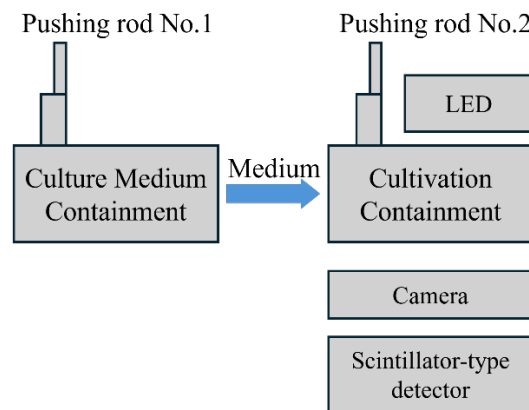 Pushing rod No.1
Pushing rod No.2
LED
Culture Medium
Containment
Medium
Cultivation
Containment
Camera
Scintillator-type
detector